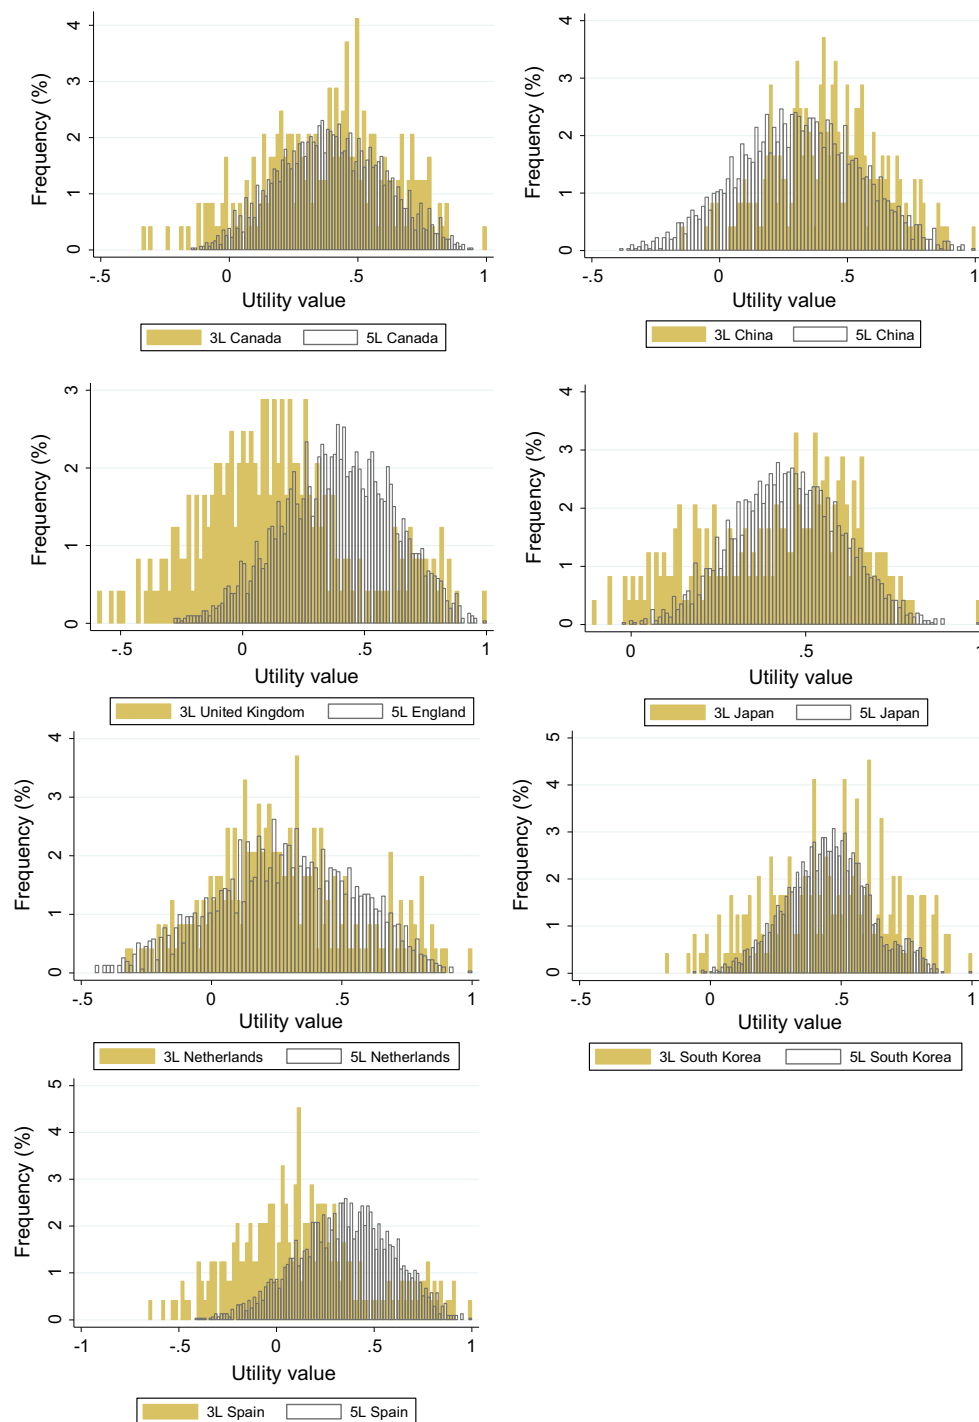 Frequency (%)
4
3
2
1
0
-.5 0 .5 1
Utility value
3L Canada 5L Canada
Frequency (%)
4
3
2
1
0
-.5 0 .5 1
Utility value
3L China 5L China
Frequency (%)
3
2
1
0
-.5 0 .5 1
Utility value
3L United Kingdom 5L England
Frequency (%)
4
3
2
1
0
0 .5 1
Utility value
3L Japan 5L Japan
Frequency (%)
4
3
2
1
0
-.5 0 .5 1
Utility value
3L Netherlands 5L Netherlands
Frequency (%)
5
4
3
2
1
0
-.5 0 .5 1
Utility value
3L South Korea 5L South Korea
Frequency (%)
5
4
3
2
1
0
-1 -.5 0 .5 1
Utility value
3L Spain 5L Spain